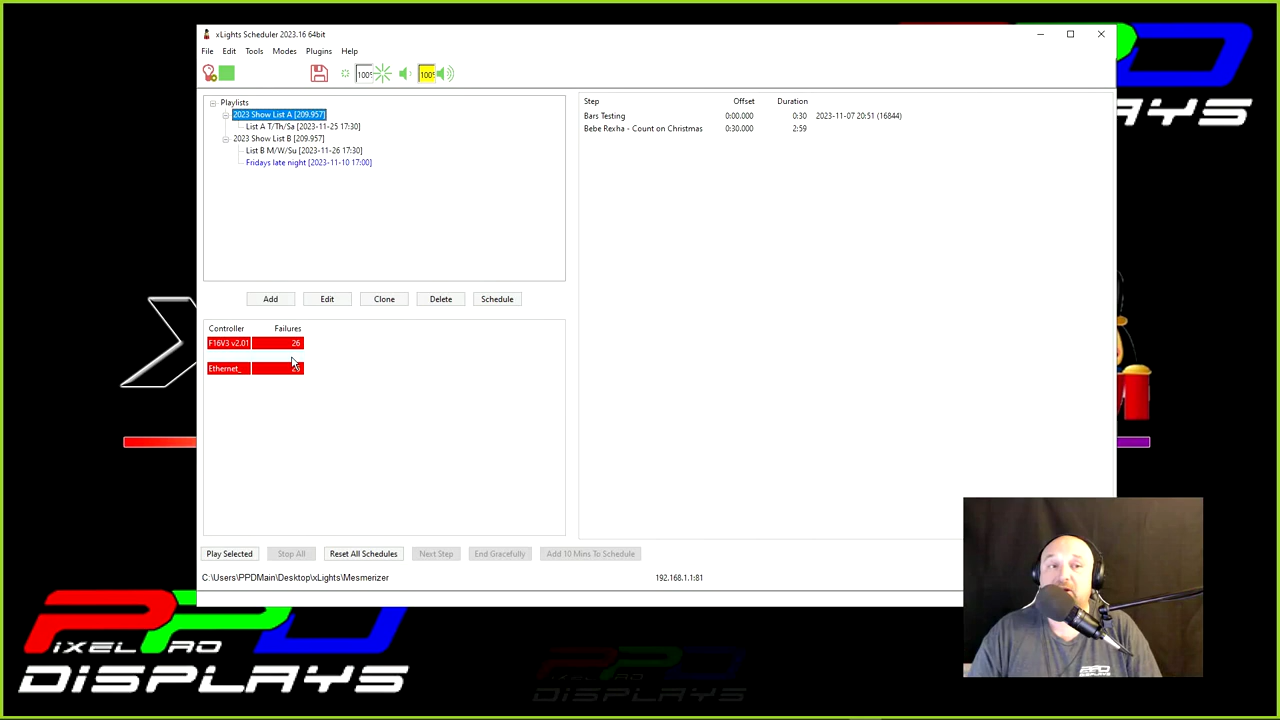 xLights Scheduler 2023.16 64bit
File Edit Tools Modes Plugins Help
100% 100%
Playlists
2023 Show List A [209.957]
List A T/Th/Sa [2023-11-25 17:30]
2023 Show List B [209.957]
List B M/W/Su [2023-11-26 17:30]
Fridays late night [2023-11-10 17:00]
Step Offset Duration
Bars Testing 0:00.000 0:30 2023-11-07 20:51 (16844)
Bebe Rexha - Count on Christmas 0:30.000 2:59
Add Edit Clone Delete Schedule
Controller Failures
F16V3 v2.01 26
Ethernet_
Play Selected Stop All Reset All Schedules Next Step End Gracefully Add 10 Mins To Schedule
C:\Users\PPDMain\Desktop\xLights\Mesmerizer 192.168.1.1:81
PIXEL PRO
DISPLAYS
DISPLAYS
PPD